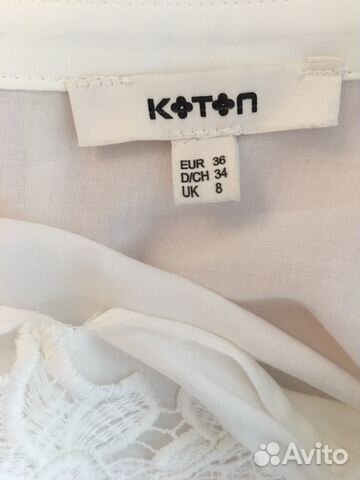 KOTON
EUR 36
D/CH 34
UK 8
Avito